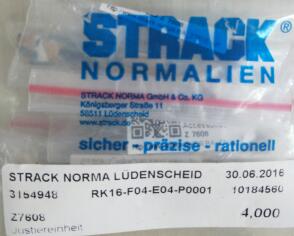 STRACK
NORMALIEN
STRACK NORMA GmbH & Co. KG
Königsberger Straße 11
58511 Lüdenscheid
www.strack.de
Z 7608
sicher - präzise - rationell
STRACK NORMA LÜDENSCHEID 30.06.2016
3154948 RK16-F04-E04-P0001 10184560
Z7608 4,000
Justiereinheit